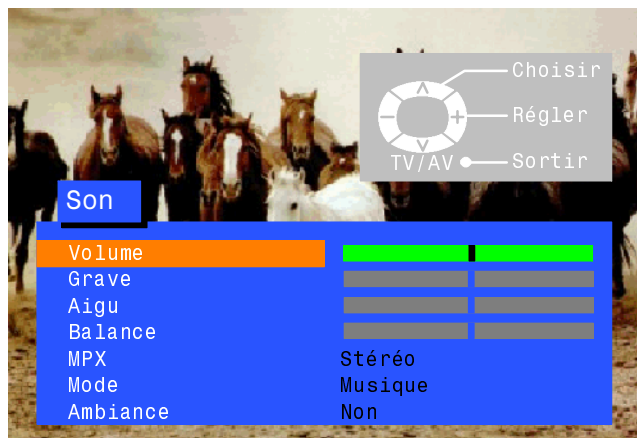 Choisir
Régler
TV/AV Sortir
Son
Volume
Grave
Aigu
Balance
MPX Stéréo
Mode Musique
Ambiance Non